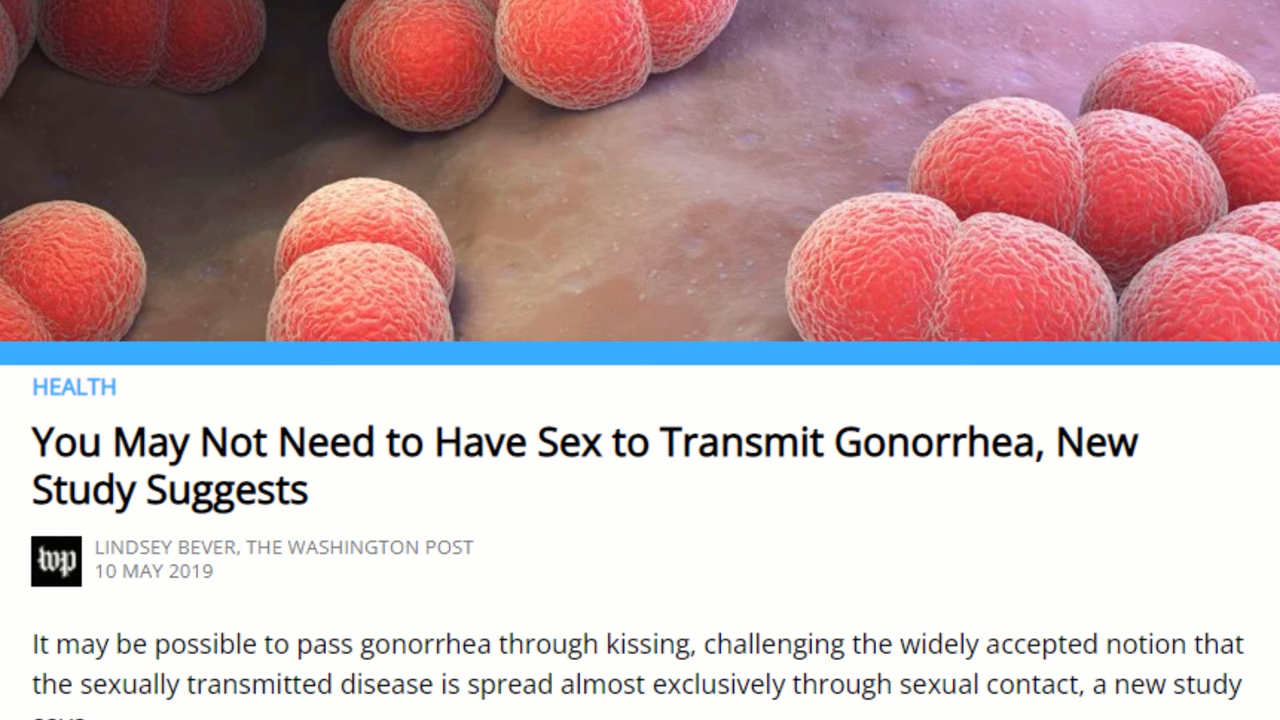 HEALTH
You May Not Need to Have Sex to Transmit Gonorrhea, New
Study Suggests
wp
LINDSEY BEVER, THE WASHINGTON POST
10 MAY 2019
It may be possible to pass gonorrhea through kissing, challenging the widely accepted notion that
the sexually transmitted disease is spread almost exclusively through sexual contact, a new study